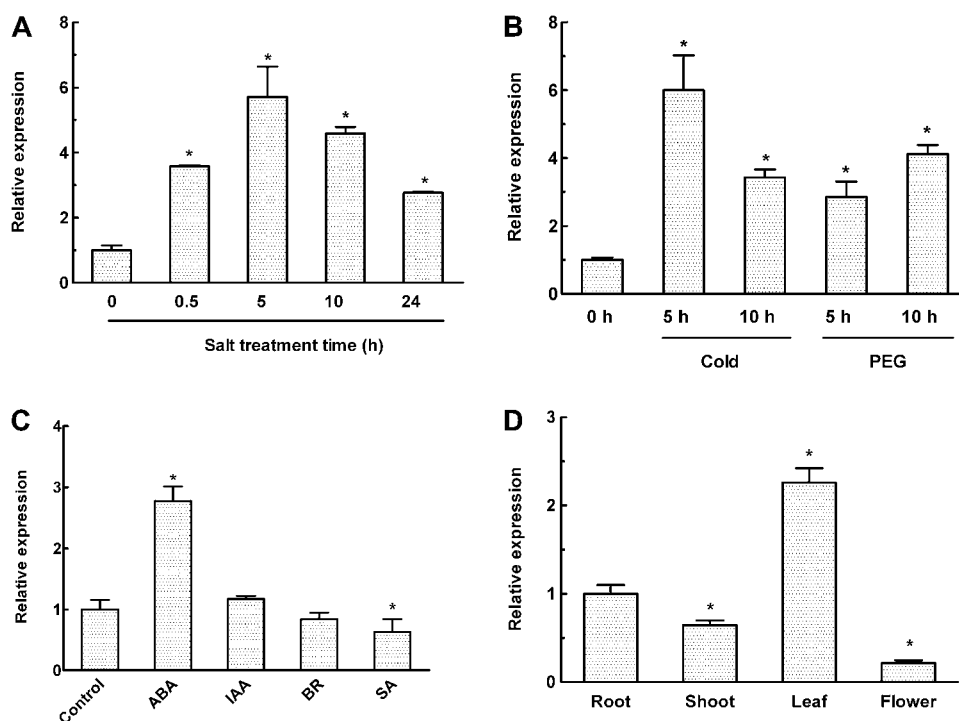 A
Relative expression
8
6
4
2
0
*
*
*
*
0 0.5 5 10 24
Salt treatment time (h)
B
Relative expression
8
6
4
2
0
*
*
*
*
0 h 5 h 10 h 5 h 10 h
Cold PEG
C
Relative expression
4
3
2
1
0
*
*
Control ABA IAA BR SA
D
Relative expression
3
2
1
0
*
*
*
Root Shoot Leaf Flower